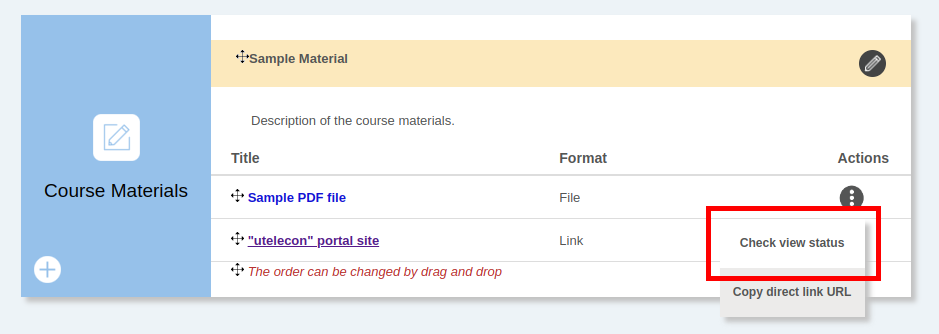 Sample Material
Description of the course materials.
Title Format Actions
Course Materials
Sample PDF file File
"utelecon" portal site Link
Check view status
The order can be changed by drag and drop
Copy direct link URL